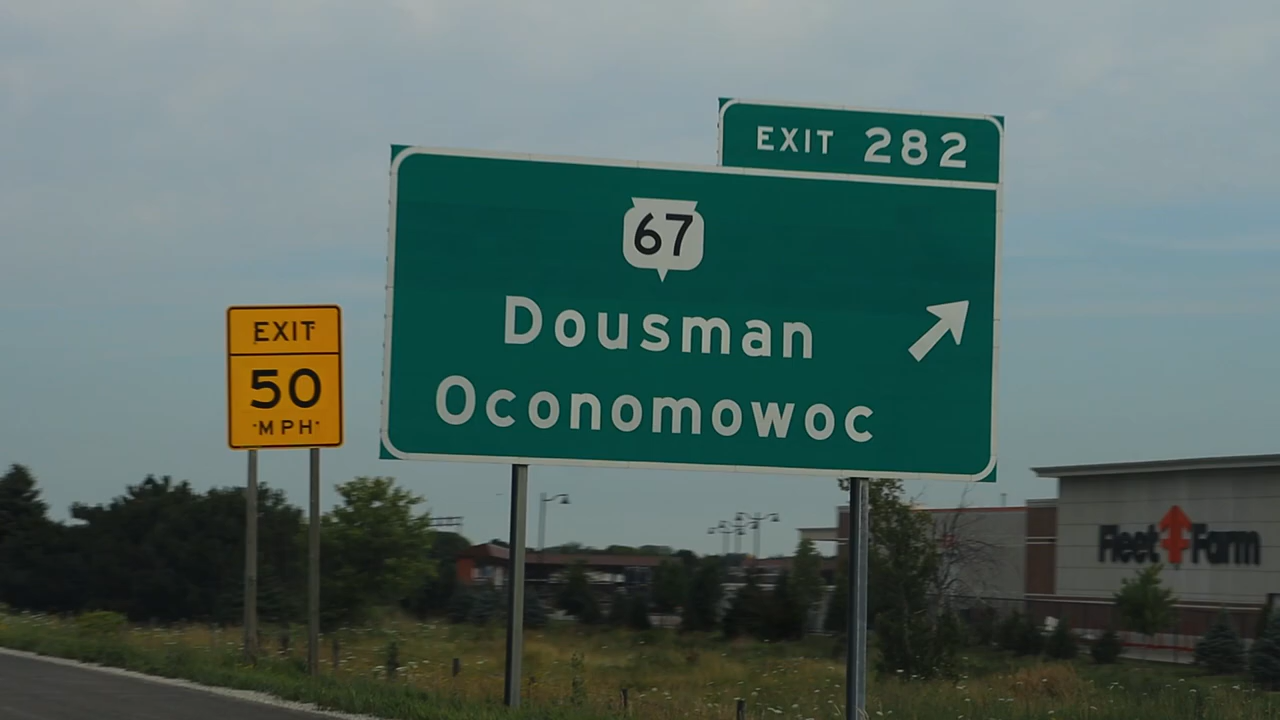 EXIT 282
67
Dousman
Oconomowoc
EXIT
50
MPH
Fleet Farm